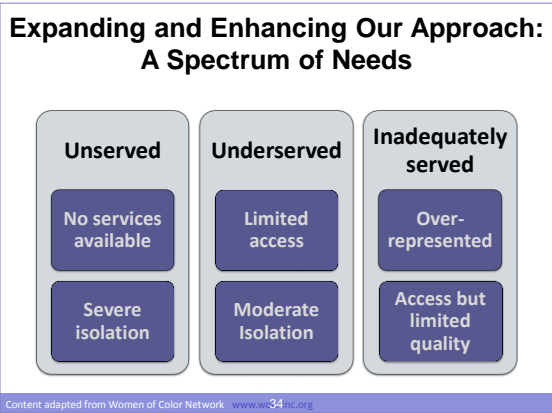 Expanding and Enhancing Our Approach:
A Spectrum of Needs
Unserved
No services
available
Severe
isolation
Underserved
Limited
access
Moderate
Isolation
Inadequately
served
Over-
represented
Access but
limited
quality
Content adapted from Women of Color Network
34